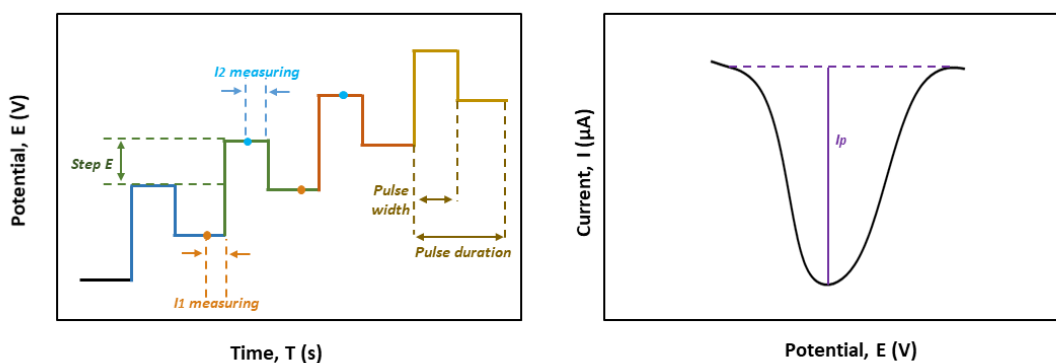 Potential, E (V)
I2 measuring
Step E
I1 measuring
Pulse
width
Pulse duration
Time, T (s)
Current, I (µA)
Ip
Potential, E (V)